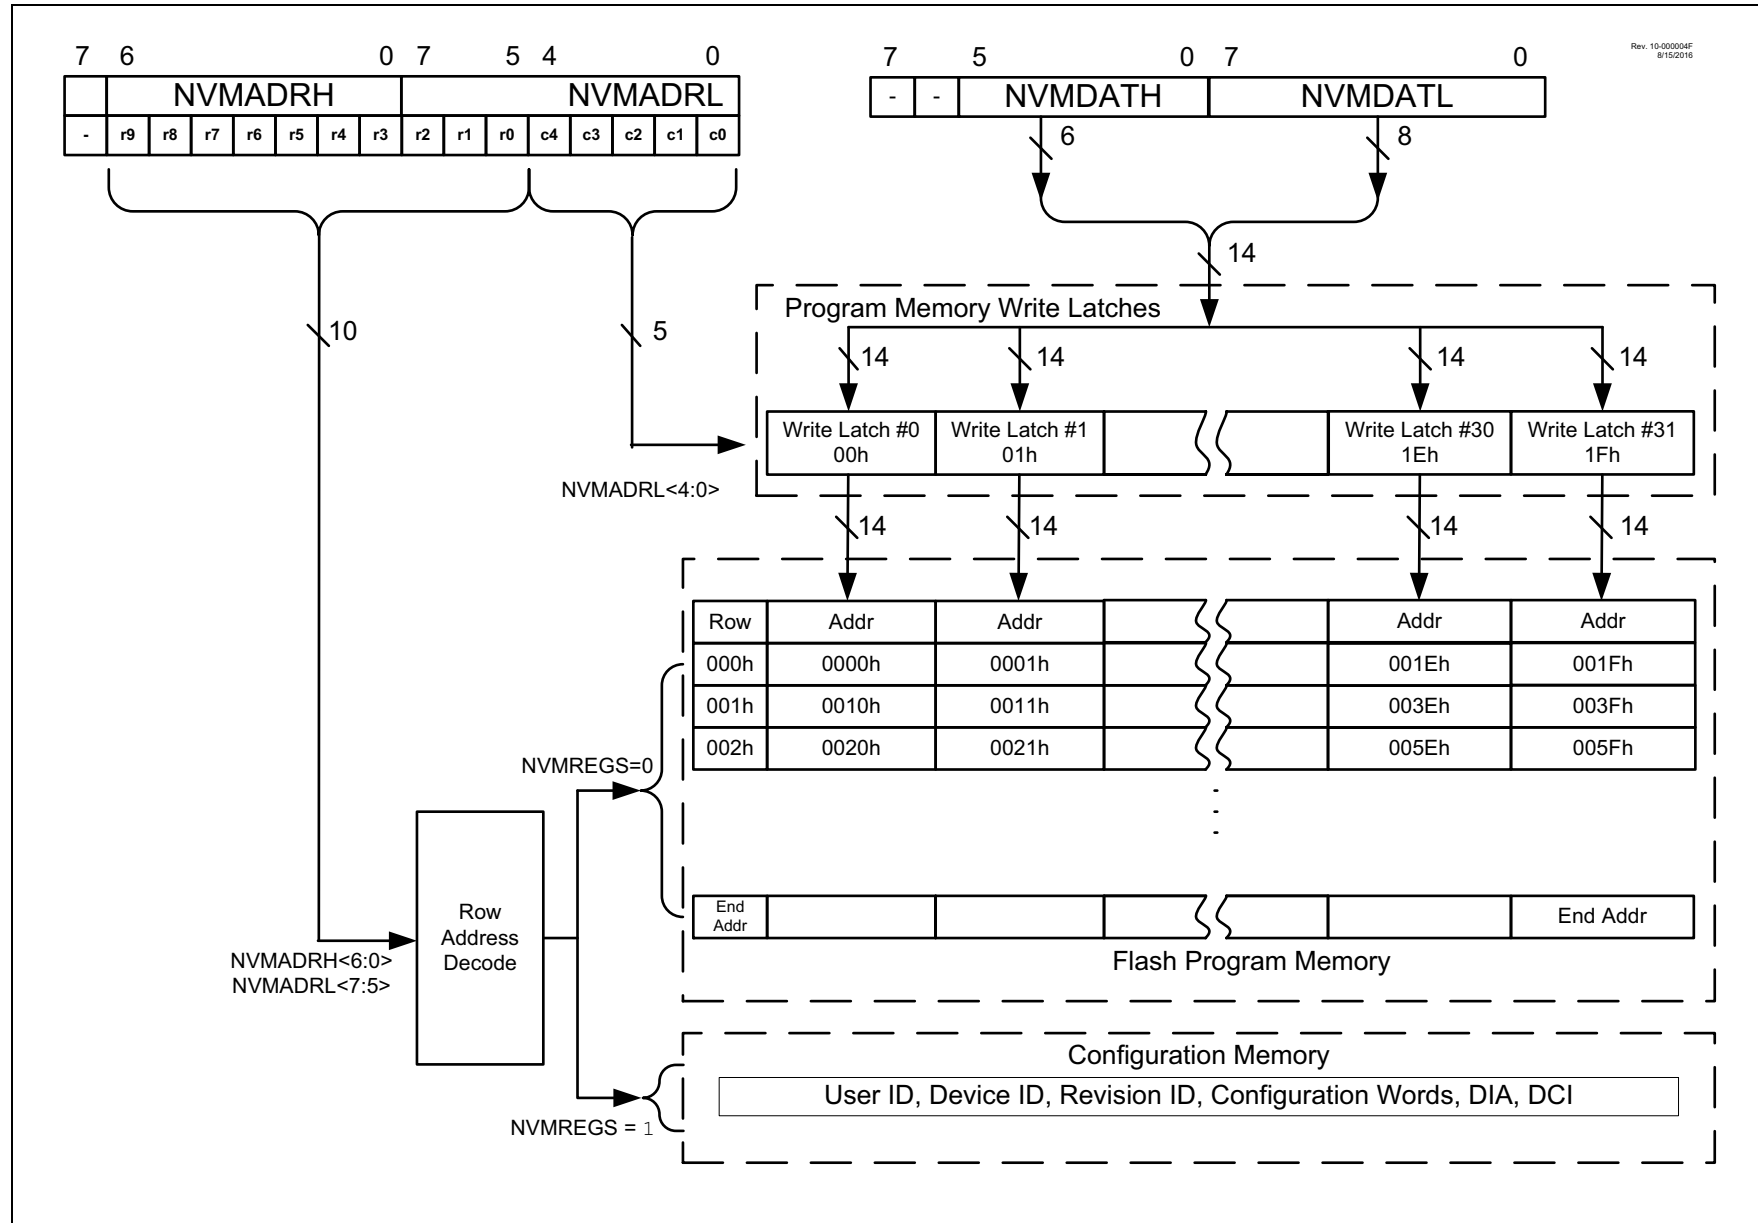 7 6 0 7 5 4 0
7 5 0 7 0
Rev. 10-000004F
8/15/2016
NVMADRH NVMADRL
- r9 r8 r7 r6 r5 r4 r3 r2 r1 r0 c4 c3 c2 c1 c0
- - NVMDATH NVMDATL
6 8
14
10 5
Program Memory Write Latches
14 14 14 14
Write Latch #0
00h
Write Latch #1
01h
Write Latch #30
1Eh
Write Latch #31
1Fh
NVMADRL<4:0>
14 14 14 14
Row Addr Addr Addr Addr
000h 0000h 0001h 001Eh 001Fh
001h 0010h 0011h 003Eh 003Fh
002h 0020h 0021h 005Eh 005Fh
NVMREGS=0
End
Addr
End Addr
Flash Program Memory
Row
Address
Decode
NVMADRH<6:0>
NVMADRL<7:5>
Configuration Memory
User ID, Device ID, Revision ID, Configuration Words, DIA, DCI
NVMREGS = 1